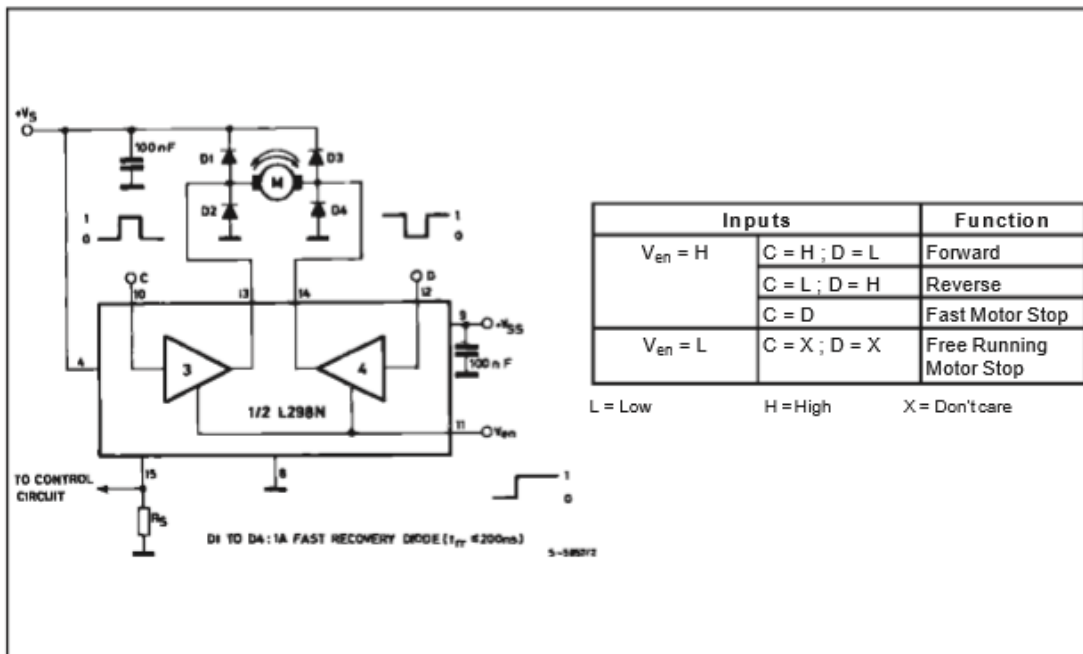 +VS
100nF
D1
D3
M
D2
D4
1
0
1
0
C
D
10
13
14
12
9
+VSS
4
3
4
100nF
1/2 L298N
11
Ven
15
8
TO CONTROL
CIRCUIT
RS
1
0
D1 TO D4: 1A FAST RECOVERY DIODE (trr ≤ 200ns)
S-5857/2
Inputs Function
Ven = H C = H ; D = L Forward
C = L ; D = H Reverse
C = D Fast Motor Stop
Ven = L C = X ; D = X Free Running
Motor Stop
L = Low H = High X = Don't care